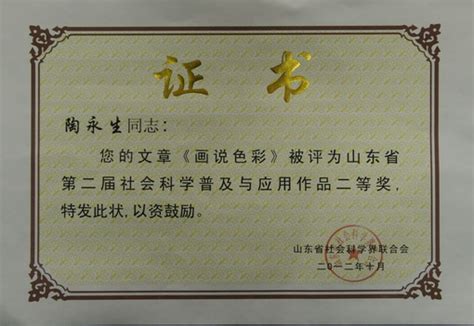 证书
陶永生同志：
您的文章《画说色彩》被评为山东省
第二届社会科学普及与应用作品二等奖，
特发此状，以资鼓励。
山东省社会科学界联合会
二〇一二年十月